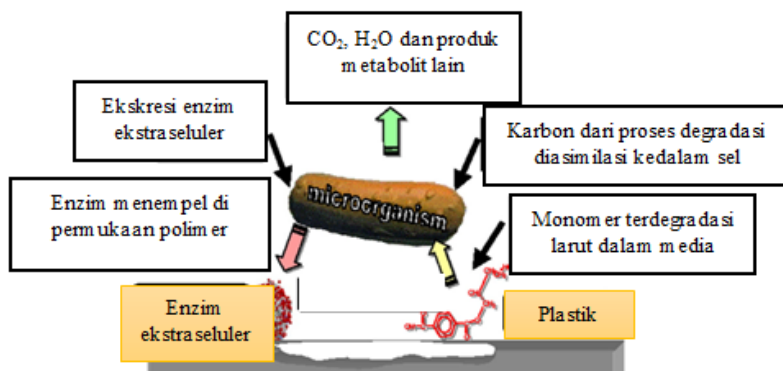 CO₂, H₂O dan produk
metabolit lain
Ekskresi enzim
ekstraseluler
Karbon dari proses degradasi
diasimilasi kedalam sel
microorganism
Enzim menempel di
permukaan polimer
Monomer terdegradasi
larut dalam media
Enzim
ekstraseluler
Plastik